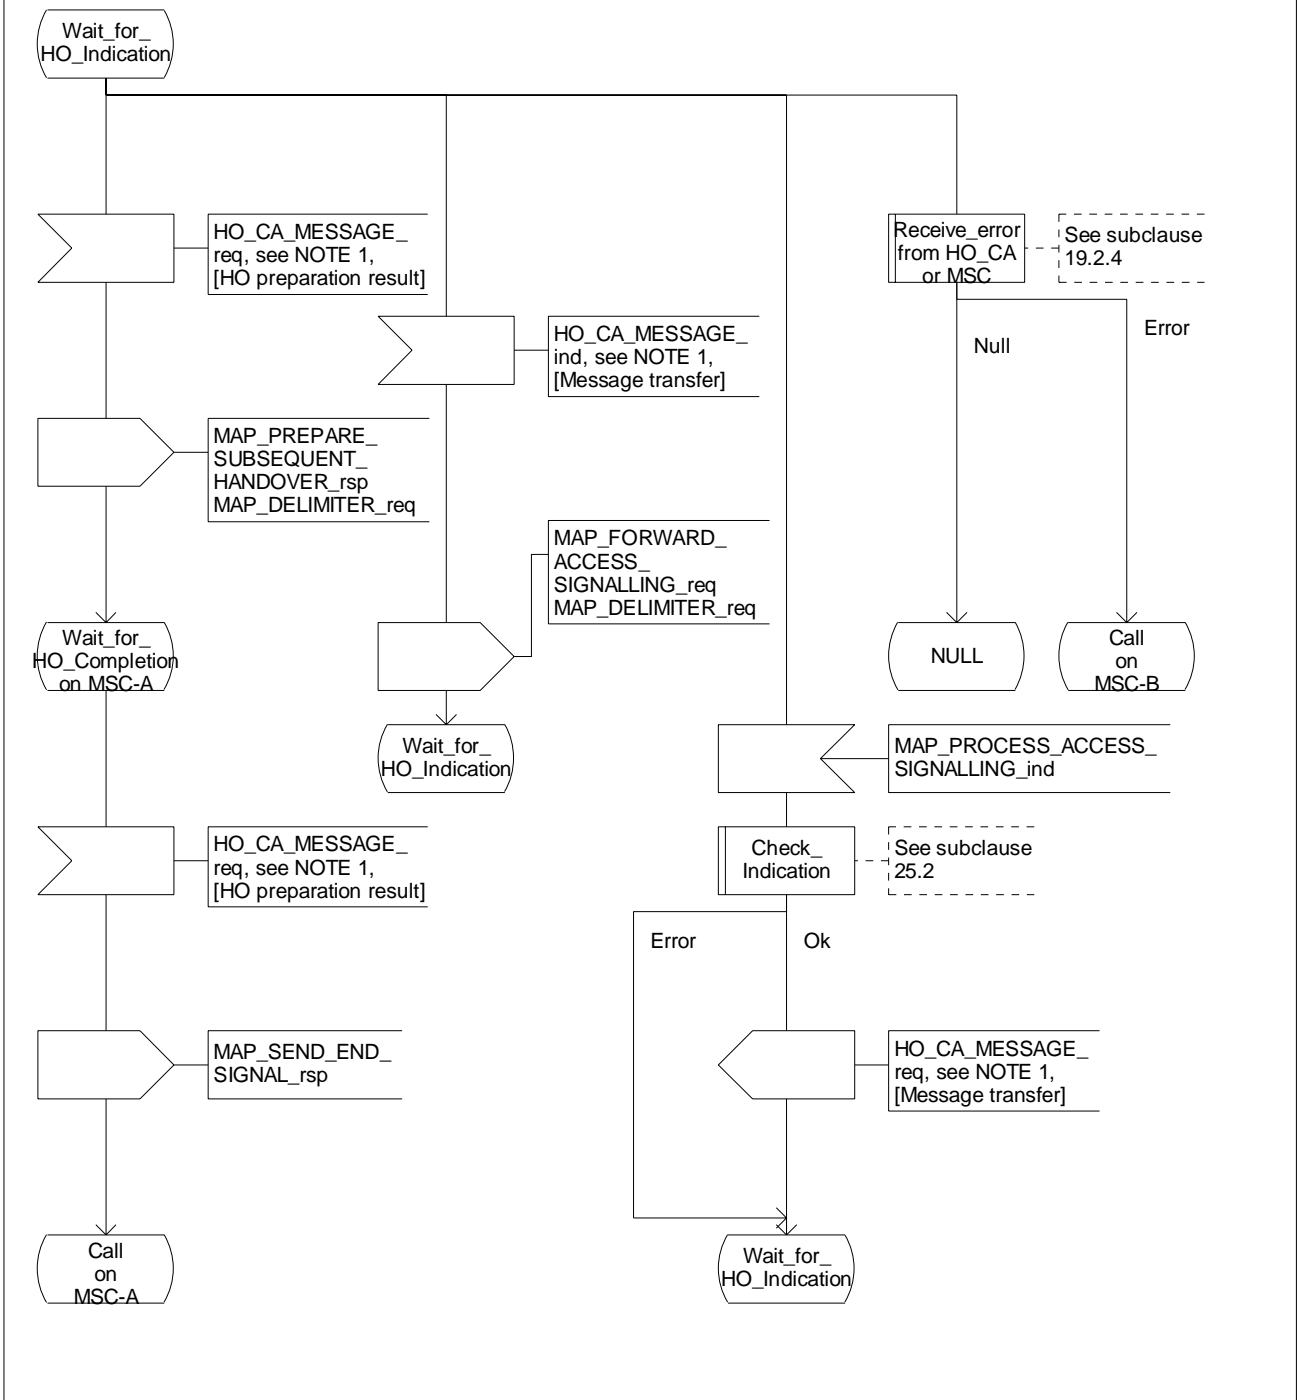 Wait_for_
HO_Indication
HO_CA_MESSAGE_
req, see NOTE 1,
[HO preparation result]
Receive_error
from HO_CA
or MSC
See subclause
19.2.4
HO_CA_MESSAGE_
ind, see NOTE 1,
[Message transfer]
Null
Error
MAP_PREPARE_
SUBSEQUENT_
HANDOVER_rsp
MAP_DELIMITER_req
MAP_FORWARD_
ACCESS_
SIGNALLING_req
MAP_DELIMITER_req
Wait_for_
HO_Completion
on MSC-A
NULL
Call
on
MSC-B
Wait_for_
HO_Indication
MAP_PROCESS_ACCESS_
SIGNALLING_ind
HO_CA_MESSAGE_
req, see NOTE 1,
[HO preparation result]
Check_
Indication
See subclause
25.2
Error
Ok
MAP_SEND_END_
SIGNAL_rsp
HO_CA_MESSAGE_
req, see NOTE 1,
[Message transfer]
Call
on
MSC-A
Wait_for_
HO_Indication